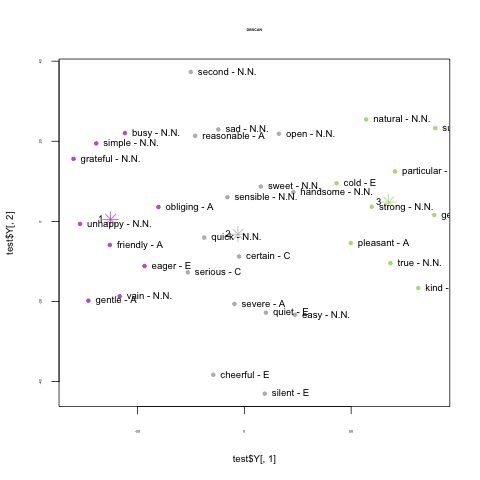 DBSCAN
second - N.N.
natural - N.N.
sad - N.N.
busy - N.N.
open - N.N.
reasonable - A
simple - N.N.
grateful - N.N.
particular -
cold - E
sweet - N.N.
handsome - N.N.
sensible - N.N.
obliging - A
strong - N.N.
3
1
unhappy - N.N.
2
quick - N.N.
pleasant - A
friendly - A
certain - C
true - N.N.
eager - E
serious - C
kind -
vain - N.N.
gentle - A
severe - A
quiet - E
easy - N.N.
cheerful - E
silent - E
test$Y[, 1]
test$Y[, 2]